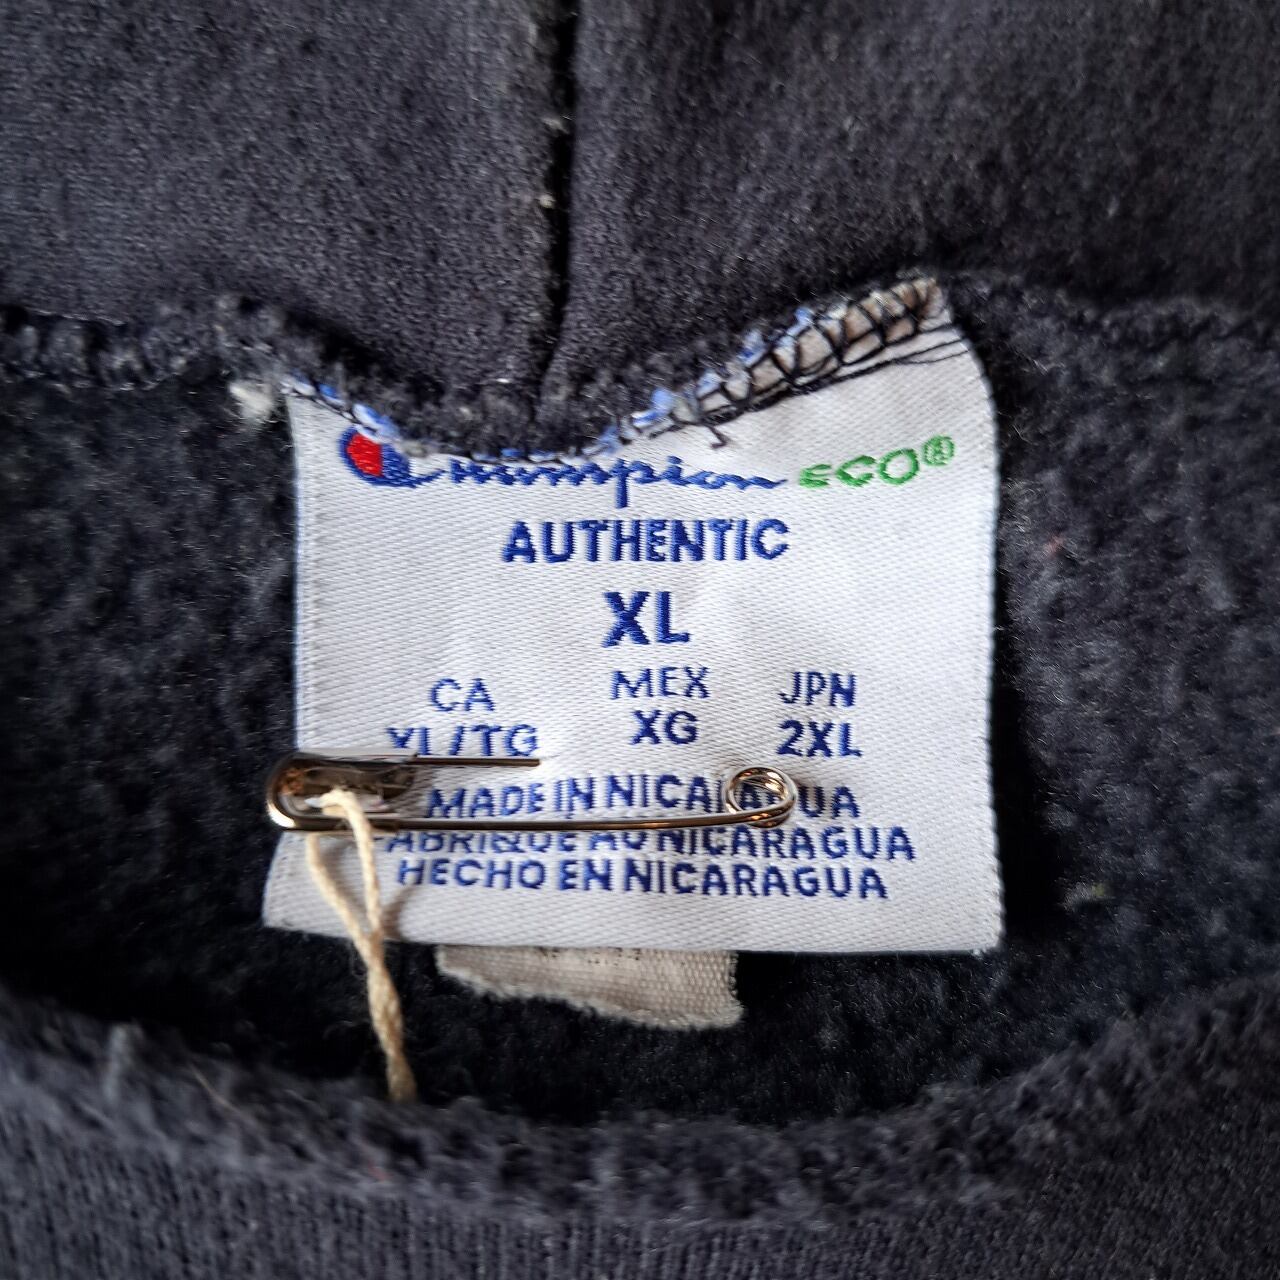 Champion ECO®
AUTHENTIC
XL
CA MEX JPN
XL/TG XG 2XL
MADE IN NICARAGUA
FABRIQUE AU NICARAGUA
HECHO EN NICARAGUA